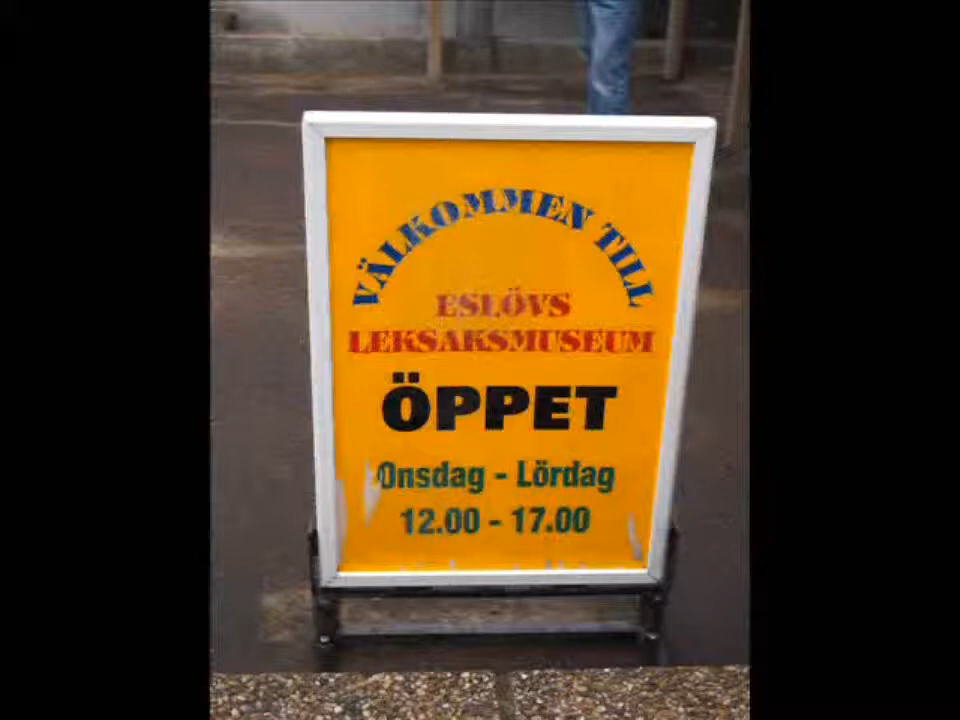 VÄLKOMMEN TILL
ESLÖVS
LEKSAKSMUSEUM
ÖPPET
Onsdag - Lördag
12.00 - 17.00